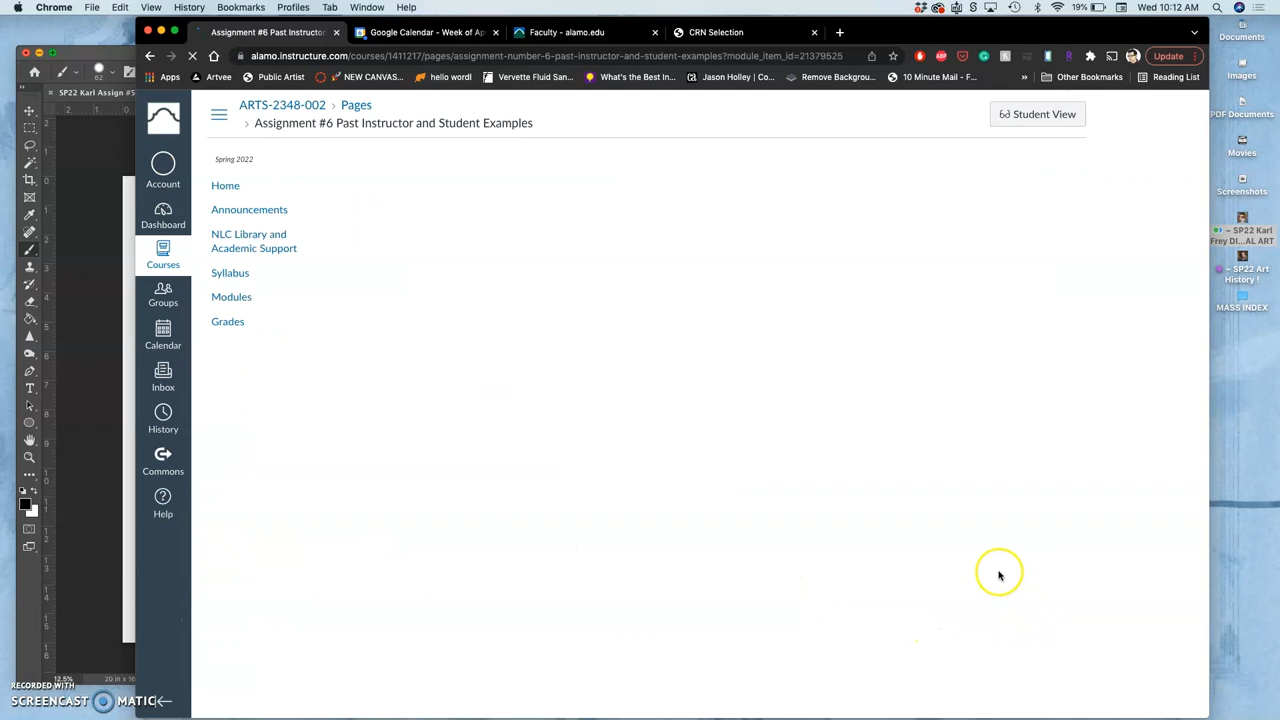 Chrome File Edit View History Bookmarks Profiles Tab Window Help 19% Wed 10:12 AM
Assignment #6 Past Instructor Google Calendar - Week of Ap Faculty - alamo.edu CRN Selection
alamo.instructure.com/courses/1411217/pages/assignment-number-6-past-instructor-and-student-examples?module_item_id=21379525 Update
Apps Artvee Public Artist NEW CANVAS... hello wordl Vervette Fluid San... What's the Best In... Jason Holley | Co... Remove Backgrou... 10 Minute Mail - F... » Other Bookmarks Reading List
62
SP22 Karl Assign #5
ARTS-2348-002 › Pages
› Assignment #6 Past Instructor and Student Examples
Student View
Spring 2022
Home
Announcements
NLC Library and
Academic Support
Syllabus
Modules
Grades
Account
Dashboard
Courses
Groups
Calendar
Inbox
History
Commons
Help
Documents
Images
PDF Documents
Movies
Screenshots
– SP22 Karl
Frey DI...AL ART
– SP22 Art
History !
MASS INDEX
12.5%
RECORDED WITH
SCREENCAST MATIC